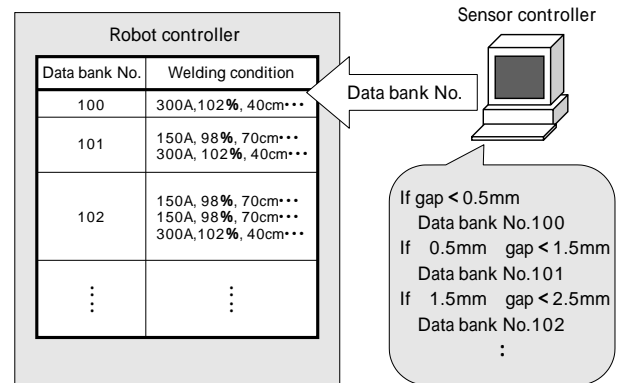 Sensor controller
Robot controller
Data bank No. Welding condition
100 300A,102%, 40cm···
101 150A, 98%, 70cm···
300A, 102%, 40cm···
102 150A, 98%, 70cm···
150A, 98%, 70cm···
300A,102%, 40cm···
⋮ ⋮
Data bank No.
If gap < 0.5mm
Data bank No.100
If 0.5mm gap < 1.5mm
Data bank No.101
If 1.5mm gap < 2.5mm
Data bank No.102
: